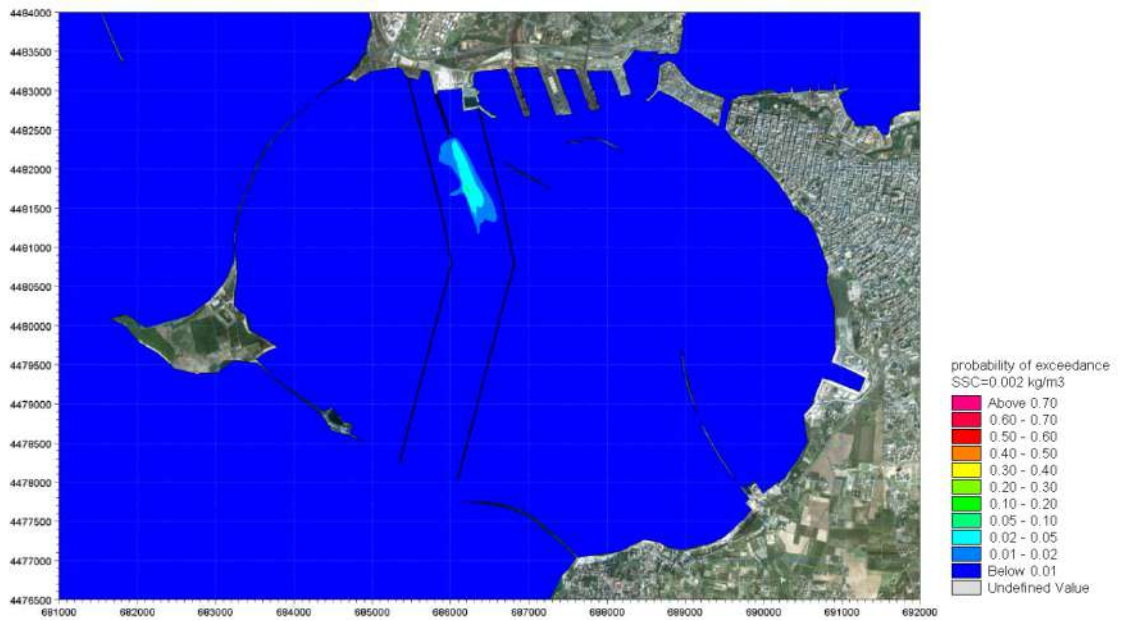 4484000
4483500
4483000
4482500
4482000
4481500
4481000
4480500
4480000
4479500
4479000
4478500
4478000
4477500
4477000
4476500
681000 682000 683000 684000 685000 686000 687000 688000 689000 690000 691000 692000
probability of exceedance
SSC=0.002 kg/m3
Above 0.70
0.60 - 0.70
0.50 - 0.60
0.40 - 0.50
0.30 - 0.40
0.20 - 0.30
0.10 - 0.20
0.05 - 0.10
0.02 - 0.05
0.01 - 0.02
Below 0.01
Undefined Value